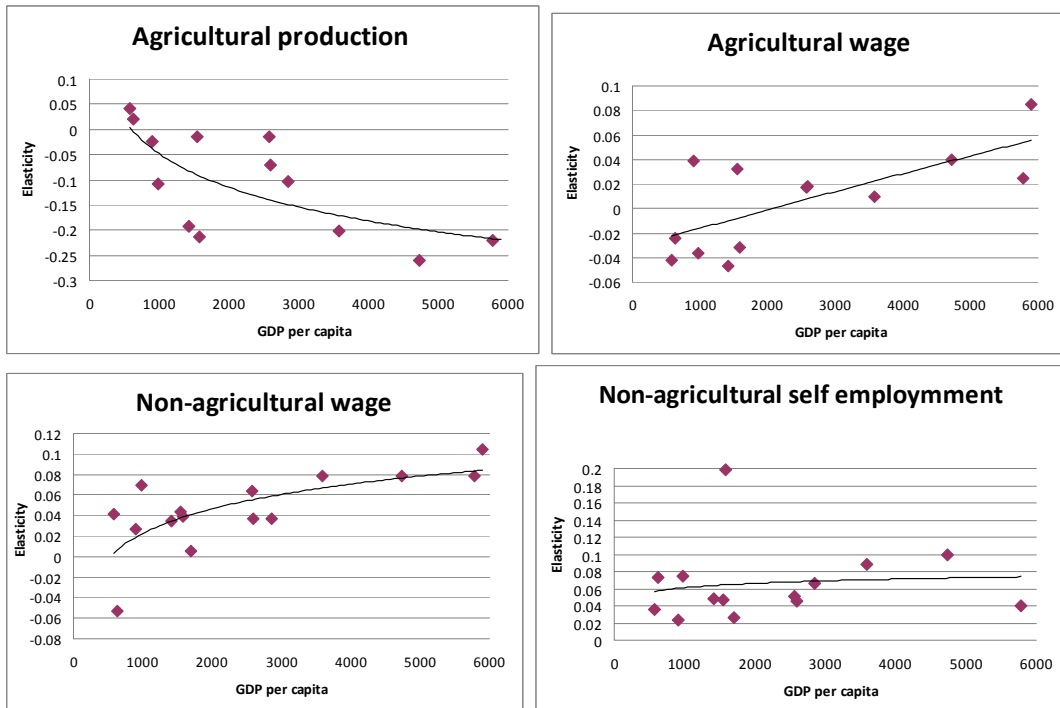 Agricultural production
0.1
0.05
0
-0.05
-0.1
-0.15
-0.2
-0.25
-0.3
Elasticity
0 1000 2000 3000 4000 5000 6000
GDP per capita
Agricultural wage
0.1
0.08
0.06
0.04
0.02
0
-0.02
-0.04
-0.06
Elasticity
0 1000 2000 3000 4000 5000 6000
GDP per capita
Non-agricultural wage
0.12
0.1
0.08
0.06
0.04
0.02
0
-0.02
-0.04
-0.06
-0.08
Elasticity
0 1000 2000 3000 4000 5000 6000
GDP per capita
Non-agricultural self employmment
0.2
0.18
0.16
0.14
0.12
0.1
0.08
0.06
0.04
0.02
0
Elasticity
0 1000 2000 3000 4000 5000 6000
GDP per capita